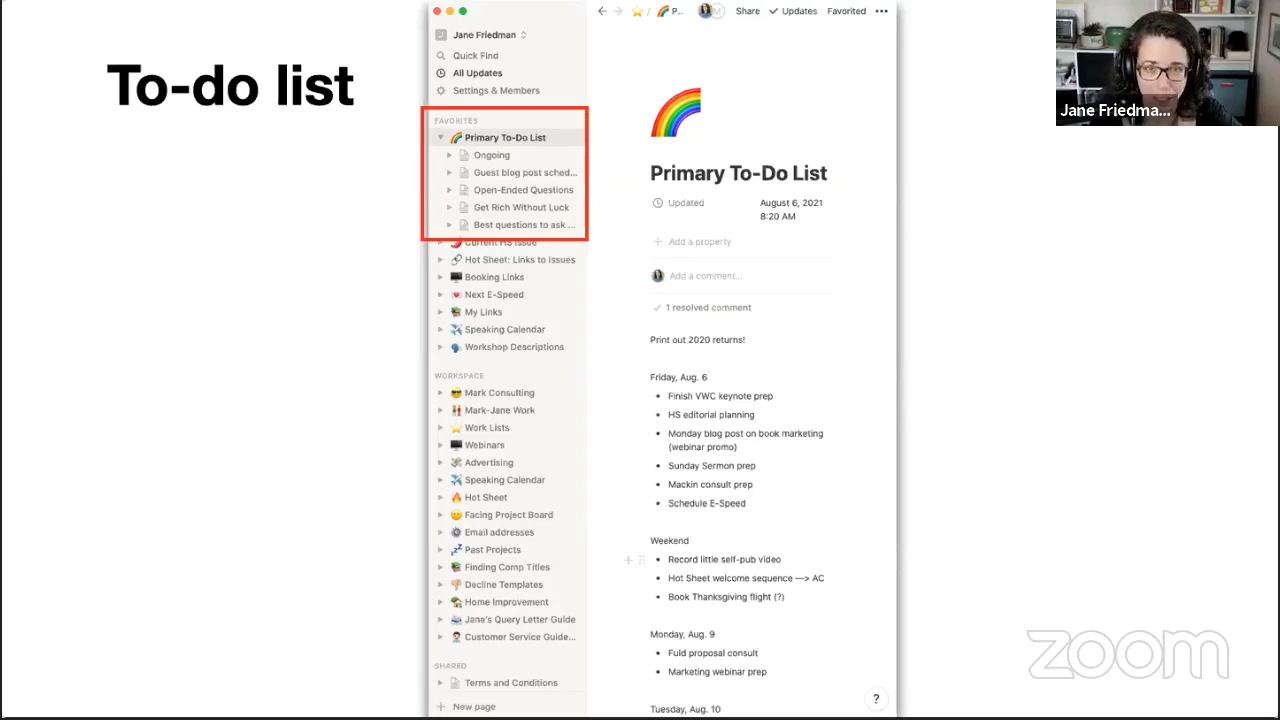 To-do list
Jane Friedman
Quick Find
All Updates
Settings & Members
FAVORITES
Primary To-Do List
Ongoing
Guest blog post sched...
Open-Ended Questions
Get Rich Without Luck
Best questions to ask ...
Current HS Issue
Hot Sheet: Links to Issues
Booking Links
Next E-Speed
My Links
Speaking Calendar
Workshop Descriptions
WORKSPACE
Mark Consulting
Mark-Jane Work
Work Lists
Webinars
Advertising
Speaking Calendar
Hot Sheet
Facing Project Board
Email addresses
Past Projects
Finding Comp Titles
Decline Templates
Home Improvement
Jane's Query Letter Guide
Customer Service Guide...
SHARED
Terms and Conditions
New page
P..
M
Share
Updates
Favorited
Primary To-Do List
Updated
August 6, 2021
8:20 AM
Add a property
Add a comment...
1 resolved comment
Print out 2020 returns!
Friday, Aug. 6
Finish VWC keynote prep
HS editorial planning
Monday blog post on book marketing
(webinar promo)
Sunday Sermon prep
Mackin consult prep
Schedule E-Speed
Weekend
Record little self-pub video
Hot Sheet welcome sequence —> AC
Book Thanksgiving flight (?)
Monday, Aug. 9
Fuld proposal consult
Marketing webinar prep
Tuesday, Aug. 10
?
Jane Friedma...
zoom